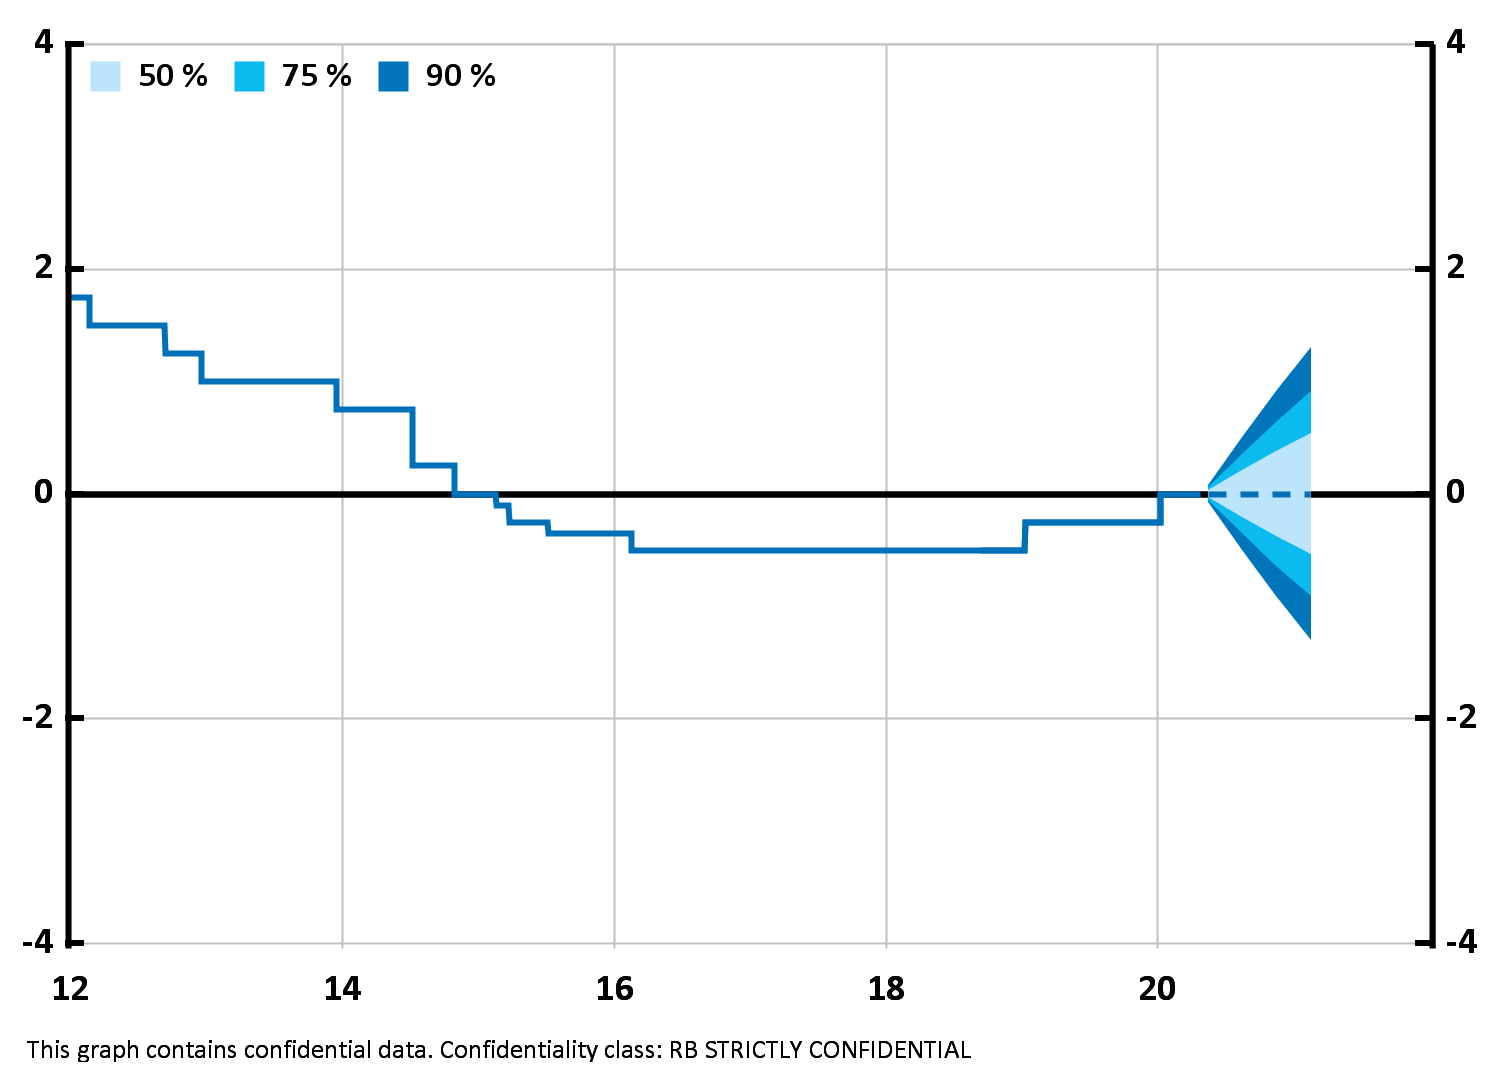 4 4
50 % 75 % 90 %
2 2
0 0
-2 -2
-4 -4
12 14 16 18 20
This graph contains confidential data. Confidentiality class: RB STRICTLY CONFIDENTIAL